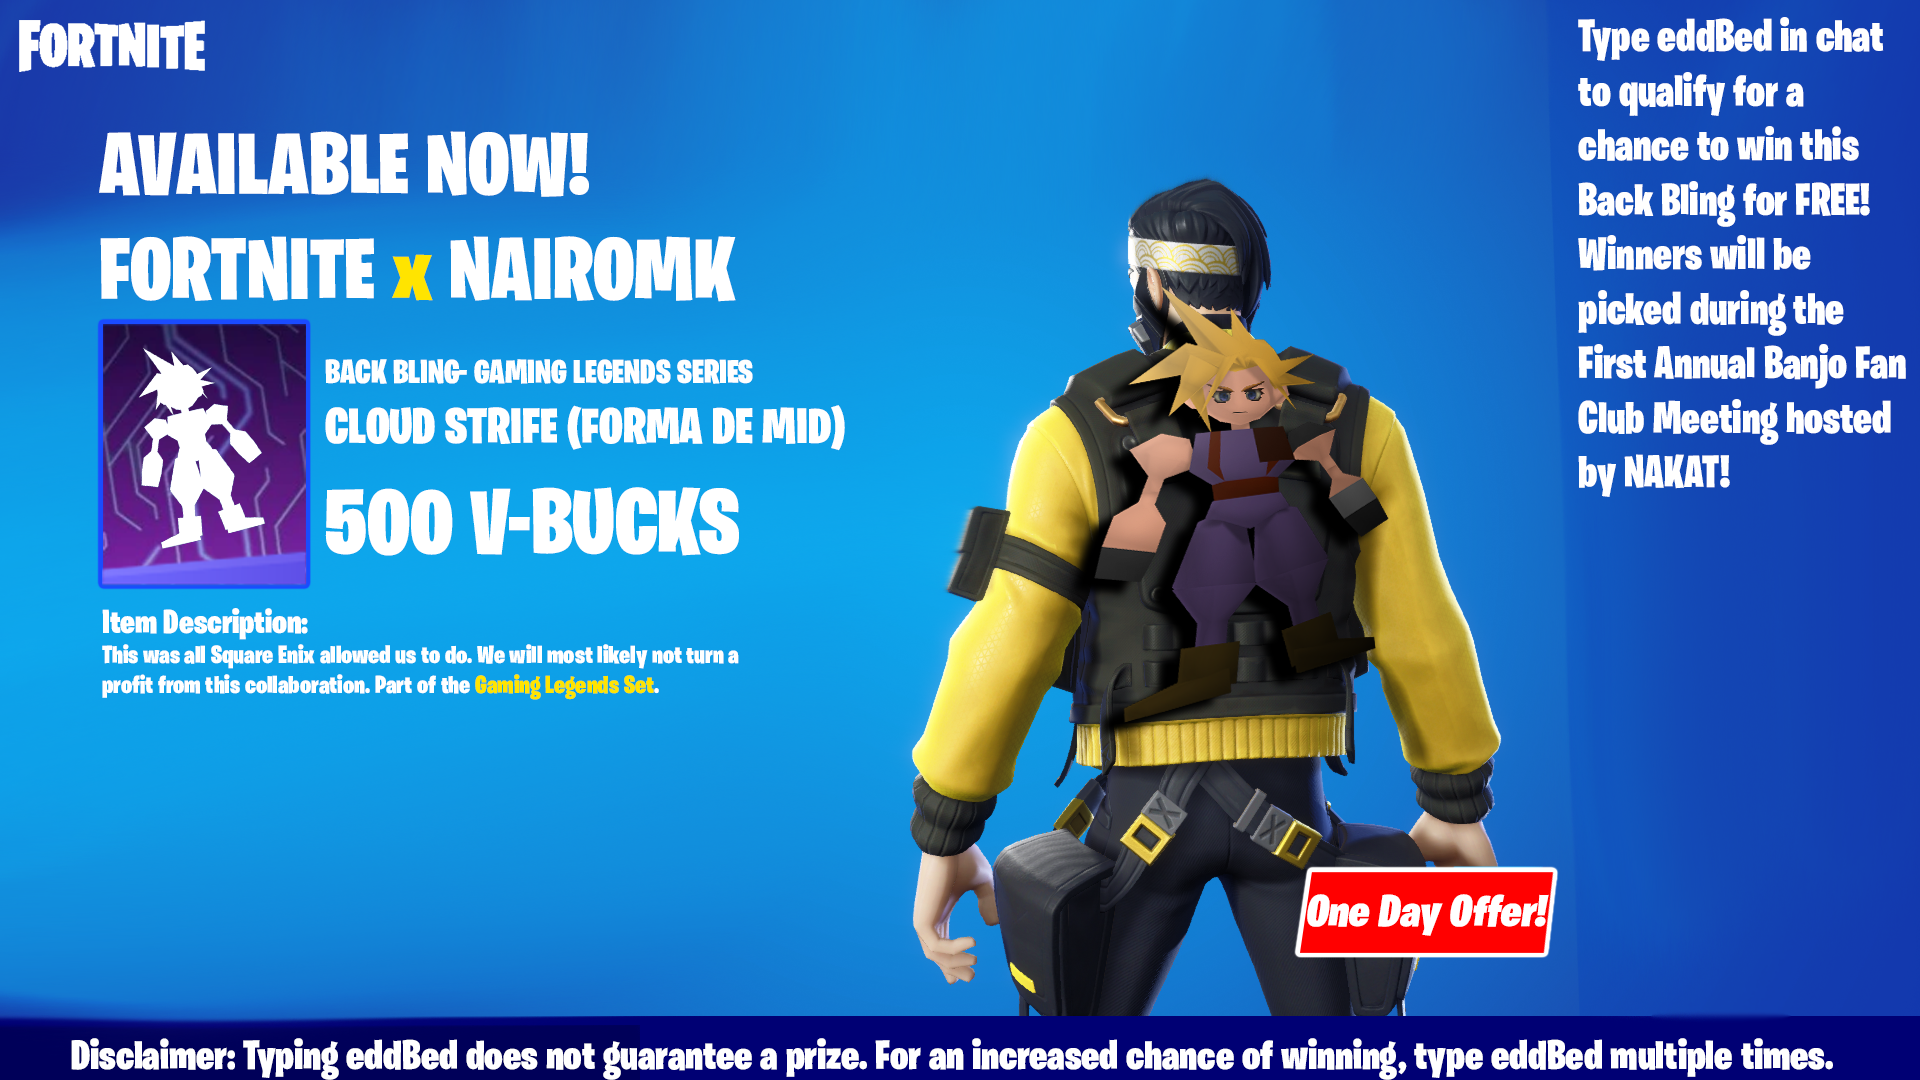 FORTNITE
AVAILABLE NOW!
FORTNITE x NAIROMK
BACK BLING- GAMING LEGENDS SERIES
CLOUD STRIFE (FORMA DE MID)
500 V-BUCKS
Item Description:
This was all Square Enix allowed us to do. We will most likely not turn a
profit from this collaboration. Part of the Gaming Legends Set.
Type eddBed in chat
to qualify for a
chance to win this
Back Bling for FREE!
Winners will be
picked during the
First Annual Banjo Fan
Club Meeting hosted
by NAKAT!
One Day Offer!
Disclaimer: Typing eddBed does not guarantee a prize. For an increased chance of winning, type eddBed multiple times.